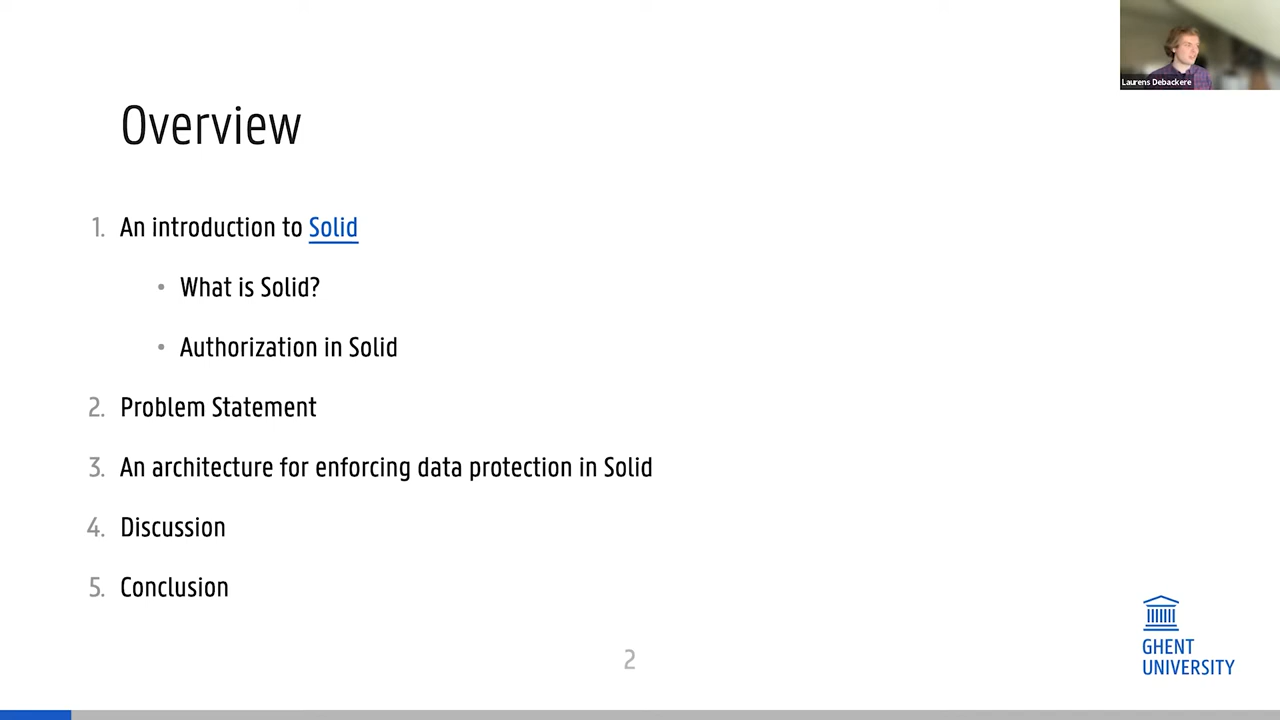 Laurens Debackere
Overview
1. An introduction to Solid
• What is Solid?
• Authorization in Solid
2. Problem Statement
3. An architecture for enforcing data protection in Solid
4. Discussion
5. Conclusion
2
GHENT
UNIVERSITY